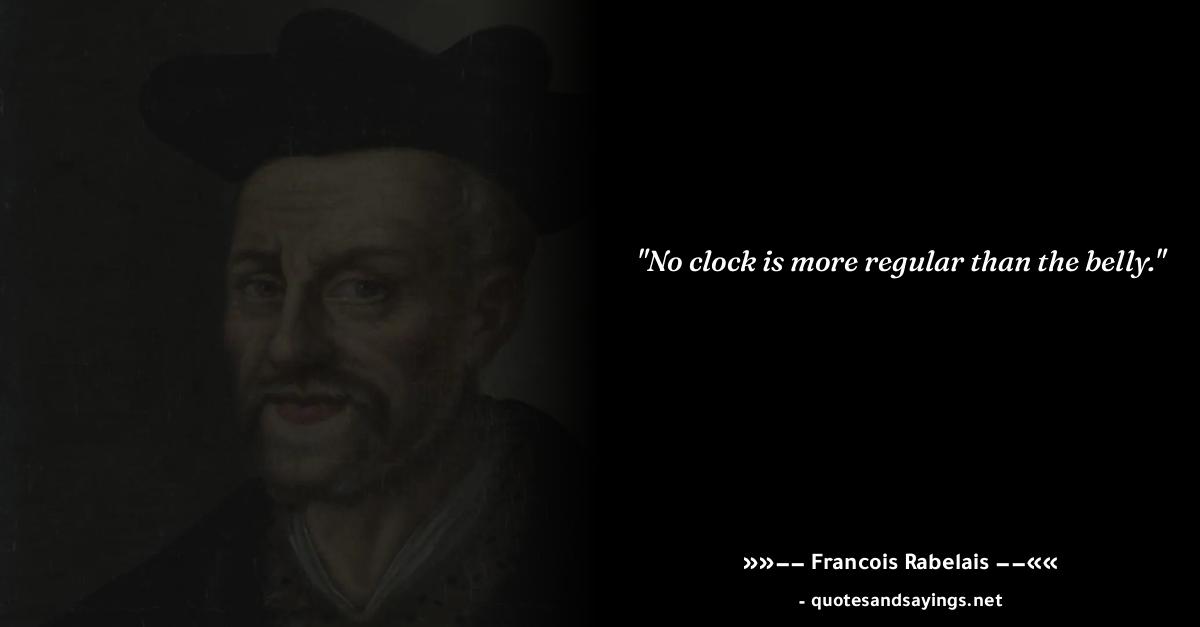 "No clock is more regular than the belly."
»»−− Francois Rabelais −−««
- quotesandsayings.net